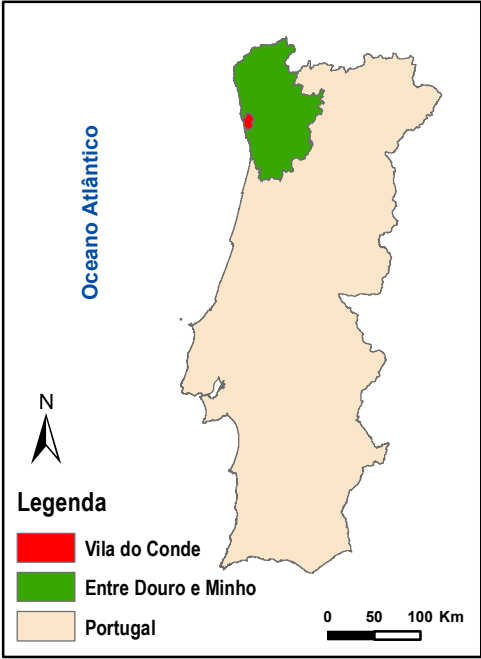 Oceano Atlântico
N
Legenda
Vila do Conde
Entre Douro e Minho
Portugal
0 50 100 Km